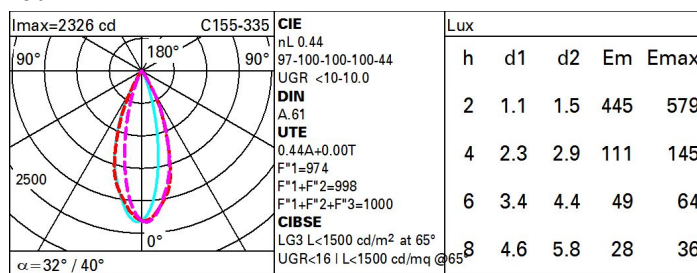 Imax=2326 cd C155-335
90° 180° 90°
2500
0°
α=32° / 40°
CIE
nL 0.44
97-100-100-100-44
UGR <10-10.0
DIN
A.61
UTE
0.44A+0.00T
F"1=974
F"1+F"2=998
F"1+F"2+F"3=1000
CIBSE
LG3 L<1500 cd/m² at 65°
UGR<16 | L<1500 cd/mq @65°
Lux
h d1 d2 Em Emax
2 1.1 1.5 445 579
4 2.3 2.9 111 145
6 3.4 4.4 49 64
8 4.6 5.8 28 36